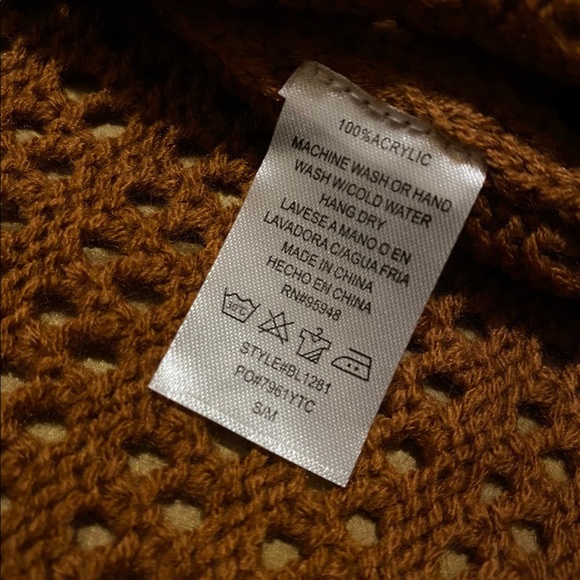 100%ACRYLIC
MACHINE WASH OR HAND
WASH W/COLD WATER
HANG DRY
LAVESE A MANO O EN
LAVADORA C/AGUA FRIA
MADE IN CHINA
HECHO EN CHINA
RN#95948
30°C
STYLE#BL1281
PO#7961YTC
S/M